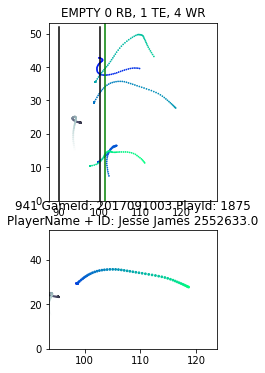 EMPTY 0 RB, 1 TE, 4 WR
50
40
30
20
10
0
90 100 110 120
941 GameId: 2017091003 PlayId: 1875
PlayerName + ID: Jesse James 2552633.0
40
20
0
100 110 120